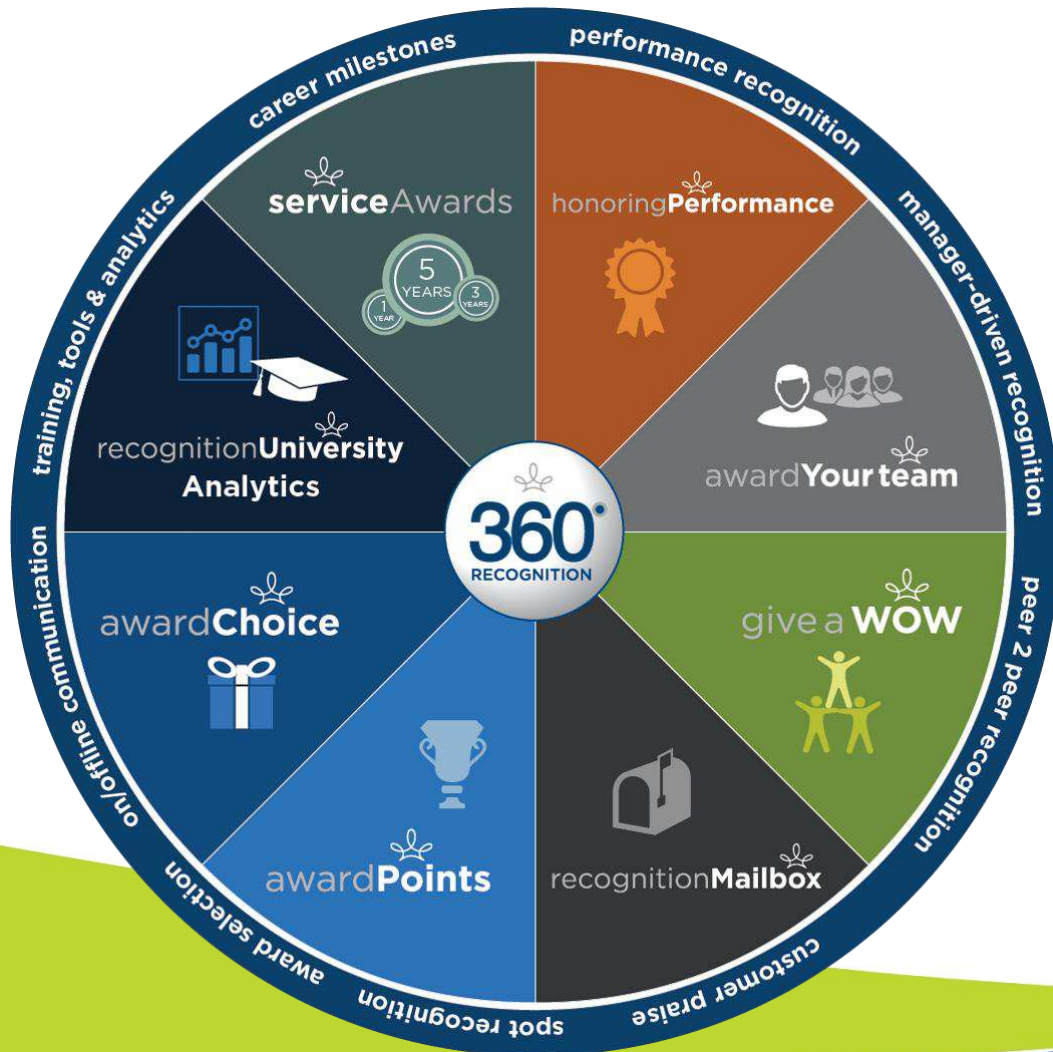 career milestones
performance recognition
manager-driven recognition
peer 2 peer recognition
customer praise
spot recognition
award selection
on/offline communication
training, tools & analytics
serviceAwards
5
YEARS
1
YEAR
3
YEARS
honoringPerformance
awardYourteam
give a WOW
recognitionMailbox
awardPoints
awardChoice
recognitionUniversity
Analytics
360°
RECOGNITION